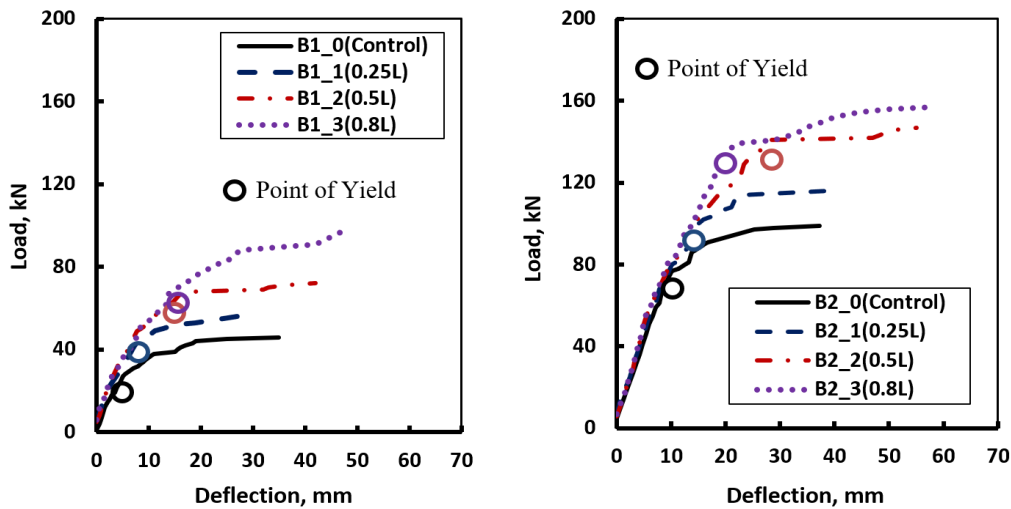 200
160
120
80
40
0
Load, kN
B1_0(Control)
B1_1(0.25L)
B1_2(0.5L)
B1_3(0.8L)
Point of Yield
0 10 20 30 40 50 60 70
Deflection, mm
200
160
120
80
40
0
Load, kN
Point of Yield
B2_0(Control)
B2_1(0.25L)
B2_2(0.5L)
B2_3(0.8L)
0 10 20 30 40 50 60 70
Deflection, mm